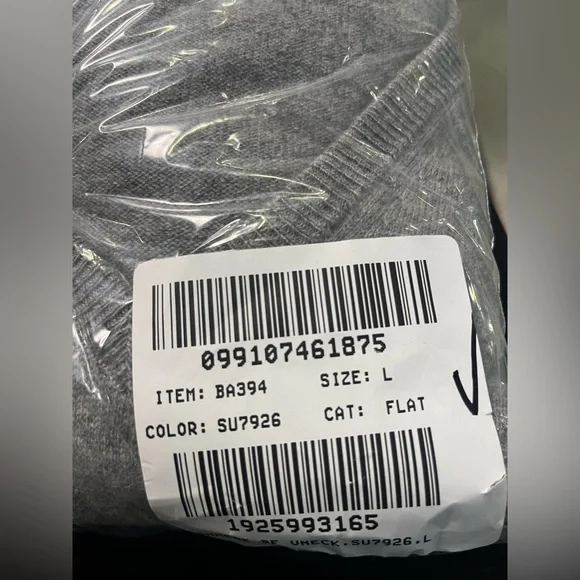 099107461875
ITEM: BA394 SIZE: L
COLOR: SU7926 CAT: FLAT
1925993165
VNECK.SU7926.L